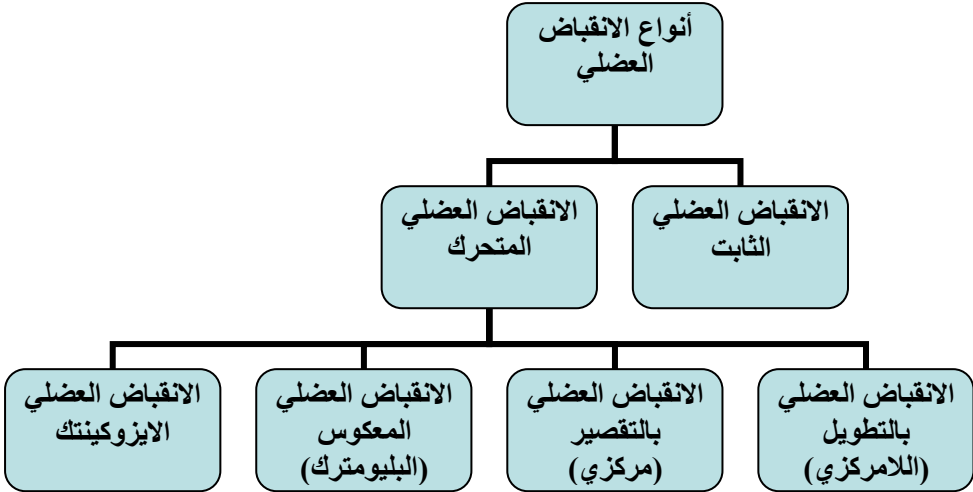 أنواع الانقباض
العضلي
الانقباض العضلي
الثابت
الانقباض العضلي
المتحرك
الانقباض العضلي
بالتطويل
(اللامركزي)
الانقباض العضلي
بالتقصير
(مركزي)
الانقباض العضلي
المعكوس
(البليومترك)
الانقباض العضلي
الايزوكينتك